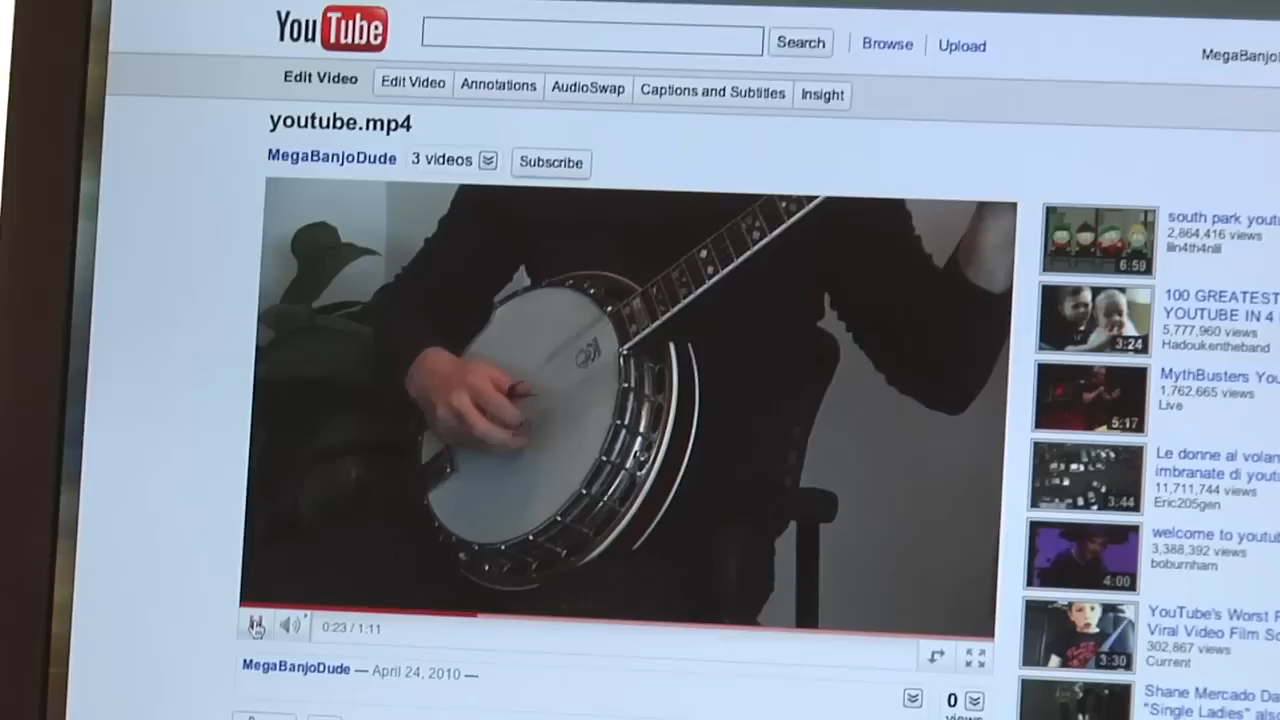 YouTube
Search
Browse
Upload
MegaBanjo
Edit Video
Edit Video
Annotations
AudioSwap
Captions and Subtitles
Insight
youtube.mp4
MegaBanjoDude
3 videos
Subscribe
south park yout
2,864,416 views
6:59
100 GREATEST
YOUTUBE IN 4
5,777,960 views
Hadoukentheband
3:24
MythBusters You
1,762,665 views
Live
5:17
Le donne al volan
imbranate di yout
11,711,744 views
Eric205gen
3:44
welcome to youtub
3,388,392 views
boburnham
4:00
YouTube's Worst
Viral Video Film Sc
302,867 views
Current
3:30
Shane Mercado Da
"Single Ladies" als
0:23 / 1:11
MegaBanjoDude — April 24, 2010 —
0
views